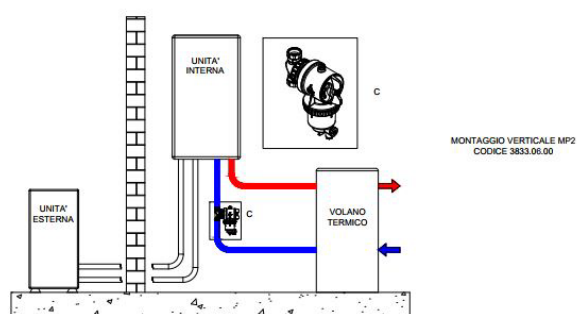 UNITA'
INTERNA
C
MONTAGGIO VERTICALE MP2
CODICE 3833.06.00
UNITA'
ESTERNA
C
VOLANO
TERMICO